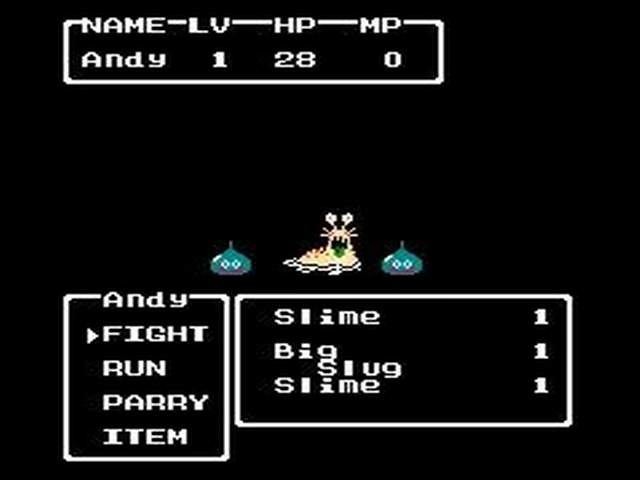 NAME LV HP MP
Andy 1 28 0
Andy
FIGHT
RUN
PARRY
ITEM
Slime 1
Big 1
Slug
Slime 1